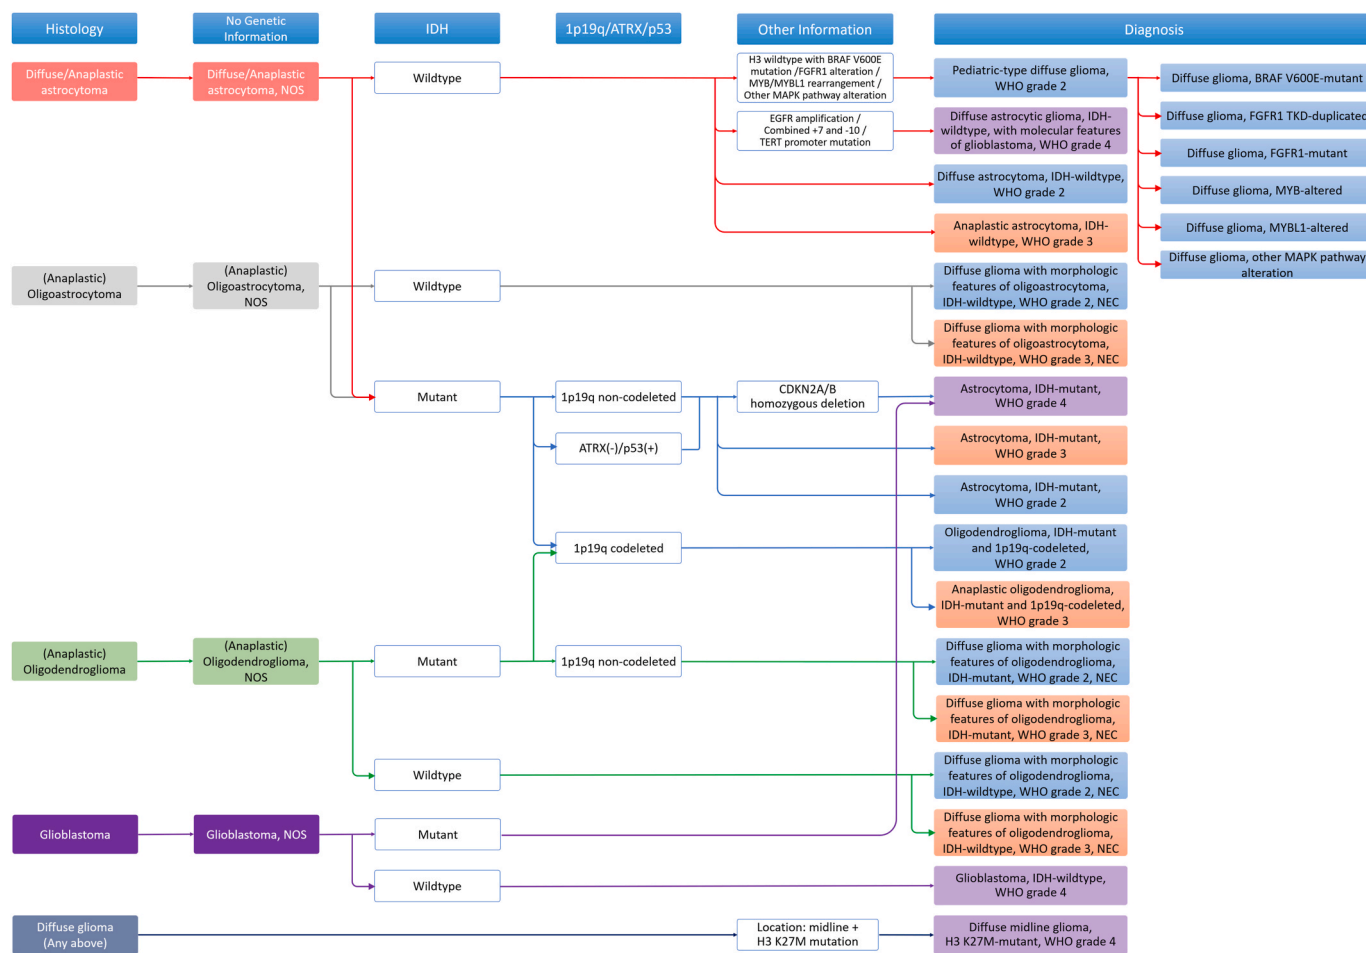 Histology
No Genetic
Information
IDH
1p19q/ATRX/p53
Other Information
Diagnosis
Diffuse/Anaplastic
astrocytoma
Diffuse/Anaplastic
astrocytoma, NOS
Wildtype
H3 wildtype with BRAF V600E
mutation /FGFR1 alteration /
MYB/MYBL1 rearrangement /
Other MAPK pathway alteration
Pediatric-type diffuse glioma,
WHO grade 2
Diffuse glioma, BRAF V600E-mutant
Diffuse glioma, FGFR1 TKD-duplicated
Diffuse glioma, FGFR1-mutant
Diffuse glioma, MYB-altered
Diffuse glioma, MYBL1-altered
Diffuse glioma, other MAPK pathway
alteration
EGFR amplification /
Combined +7 and -10 /
TERT promoter mutation
Diffuse astrocytic glioma, IDH-
wildtype, with molecular features
of glioblastoma, WHO grade 4
Diffuse astrocytoma, IDH-wildtype,
WHO grade 2
Anaplastic astrocytoma, IDH-
wildtype, WHO grade 3
(Anaplastic)
Oligoastrocytoma
(Anaplastic)
Oligoastrocytoma,
NOS
Wildtype
Diffuse glioma with morphologic
features of oligoastrocytoma,
IDH-wildtype, WHO grade 2, NEC
Diffuse glioma with morphologic
features of oligoastrocytoma,
IDH-wildtype, WHO grade 3, NEC
Mutant
1p19q non-codeleted
CDKN2A/B
homozygous deletion
Astrocytoma, IDH-mutant,
WHO grade 4
ATRX(-)/p53(+)
Astrocytoma, IDH-mutant,
WHO grade 3
Astrocytoma, IDH-mutant,
WHO grade 2
1p19q codeleted
Oligodendroglioma, IDH-mutant
and 1p19q-codeleted,
WHO grade 2
Anaplastic oligodendroglioma,
IDH-mutant and 1p19q-codeleted,
WHO grade 3
(Anaplastic)
Oligodendroglioma
(Anaplastic)
Oligodendroglioma,
NOS
Mutant
1p19q non-codeleted
Diffuse glioma with morphologic
features of oligodendroglioma,
IDH-mutant, WHO grade 2, NEC
Diffuse glioma with morphologic
features of oligodendroglioma,
IDH-mutant, WHO grade 3, NEC
Wildtype
Diffuse glioma with morphologic
features of oligodendroglioma,
IDH-wildtype, WHO grade 2, NEC
Diffuse glioma with morphologic
features of oligodendroglioma,
IDH-wildtype, WHO grade 3, NEC
Glioblastoma
Glioblastoma, NOS
Mutant
Wildtype
Glioblastoma, IDH-wildtype,
WHO grade 4
Diffuse glioma
(Any above)
Location: midline +
H3 K27M mutation
Diffuse midline glioma,
H3 K27M-mutant, WHO grade 4